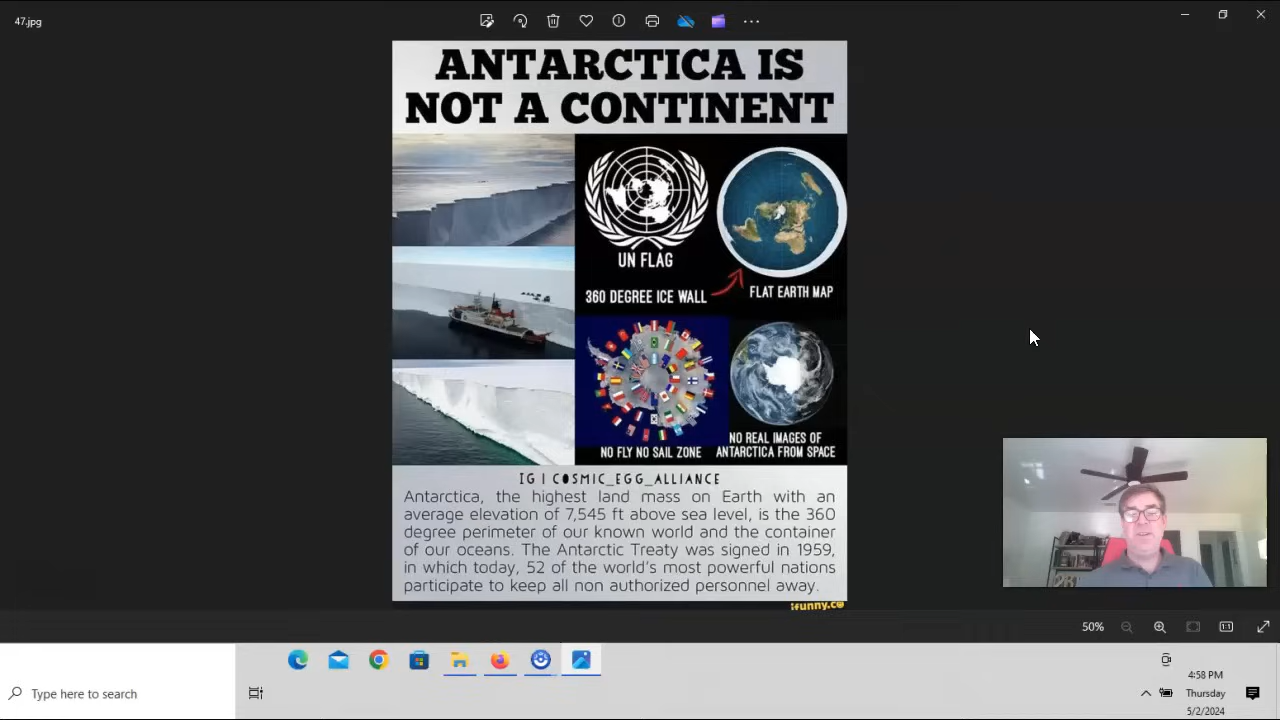 47.jpg
ANTARCTICA IS
NOT A CONTINENT
UN FLAG
360 DEGREE ICE WALL
FLAT EARTH MAP
NO FLY NO SAIL ZONE
NO REAL IMAGES OF
ANTARCTICA FROM SPACE
IG | COSMIC_EGG_ALLIANCE
Antarctica, the highest land mass on Earth with an
average elevation of 7,545 ft above sea level, is the 360
degree perimeter of our known world and the container
of our oceans. The Antarctic Treaty was signed in 1959,
in which today, 52 of the world's most powerful nations
participate to keep all non authorized personnel away.
ifunny.co
50%
Type here to search
4:58 PM
Thursday
5/2/2024